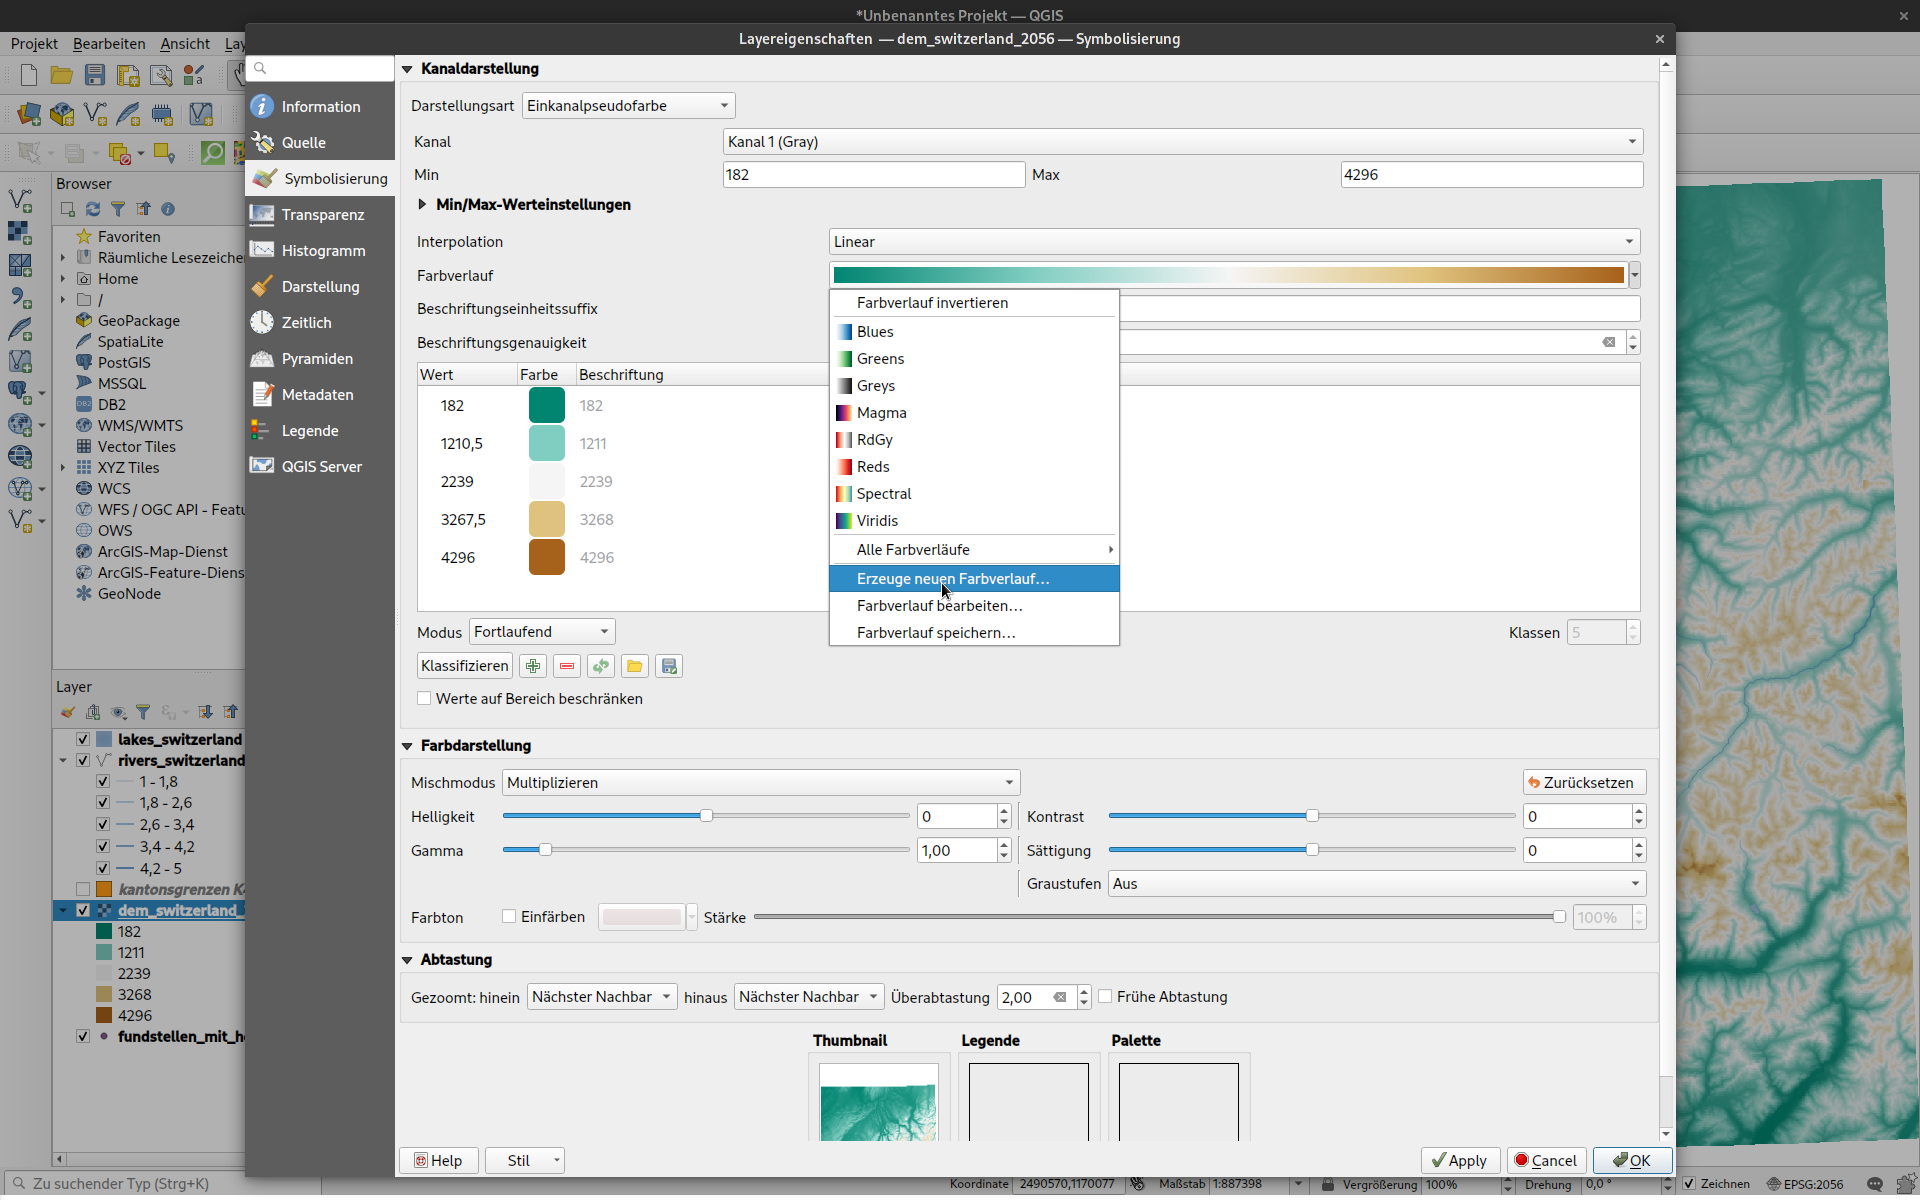 *Unbenanntes Projekt — QGIS
Projekt Bearbeiten Ansicht Lay
Layereigenschaften — dem_switzerland_2056 — Symbolisierung
Information
Quelle
Symbolisierung
Transparenz
Histogramm
Darstellung
Zeitlich
Pyramiden
Metadaten
Legende
QGIS Server
Browser
Favoriten
Räumliche Lesezeiche
Home
/
GeoPackage
SpatiaLite
PostGIS
MSSQL
DB2
WMS/WMTS
Vector Tiles
XYZ Tiles
WCS
WFS / OGC API - Featu
OWS
ArcGIS-Map-Dienst
ArcGIS-Feature-Diens
GeoNode
Layer
lakes_switzerland
rivers_switzerland
1 - 1,8
1,8 - 2,6
2,6 - 3,4
3,4 - 4,2
4,2 - 5
kantonsgrenzen K
dem_switzerland_
182
1211
2239
3268
4296
fundstellen_mit_h
Kanaldarstellung
Darstellungsart Einkanalpseudofarbe
Kanal Kanal 1 (Gray)
Min 182 Max 4296
Min/Max-Werteinstellungen
Interpolation Linear
Farbverlauf
Beschriftungseinheitssuffix
Beschriftungsgenauigkeit
Wert Farbe Beschriftung
182 182
1210,5 1211
2239 2239
3267,5 3268
4296 4296
Farbverlauf invertieren
Blues
Greens
Greys
Magma
RdGy
Reds
Spectral
Viridis
Alle Farbverläufe
Erzeuge neuen Farbverlauf…
Farbverlauf bearbeiten…
Farbverlauf speichern…
Modus Fortlaufend Klassen 5
Klassifizieren
Werte auf Bereich beschränken
Farbdarstellung
Mischmodus Multiplizieren Zurücksetzen
Helligkeit 0 Kontrast 0
Gamma 1,00 Sättigung 0
Graustufen Aus
Farbton Einfärben Stärke 100%
Abtastung
Gezoomt: hinein Nächster Nachbar hinaus Nächster Nachbar Überabtastung 2,00 Frühe Abtastung
Thumbnail Legende Palette
Help Stil Apply Cancel OK
Zu suchender Typ (Strg+K) Koordinate 2490570,1170077 Maßstab 1:887398 Vergrößerung 100% Drehung 0,0 ° Zeichnen EPSG:2056